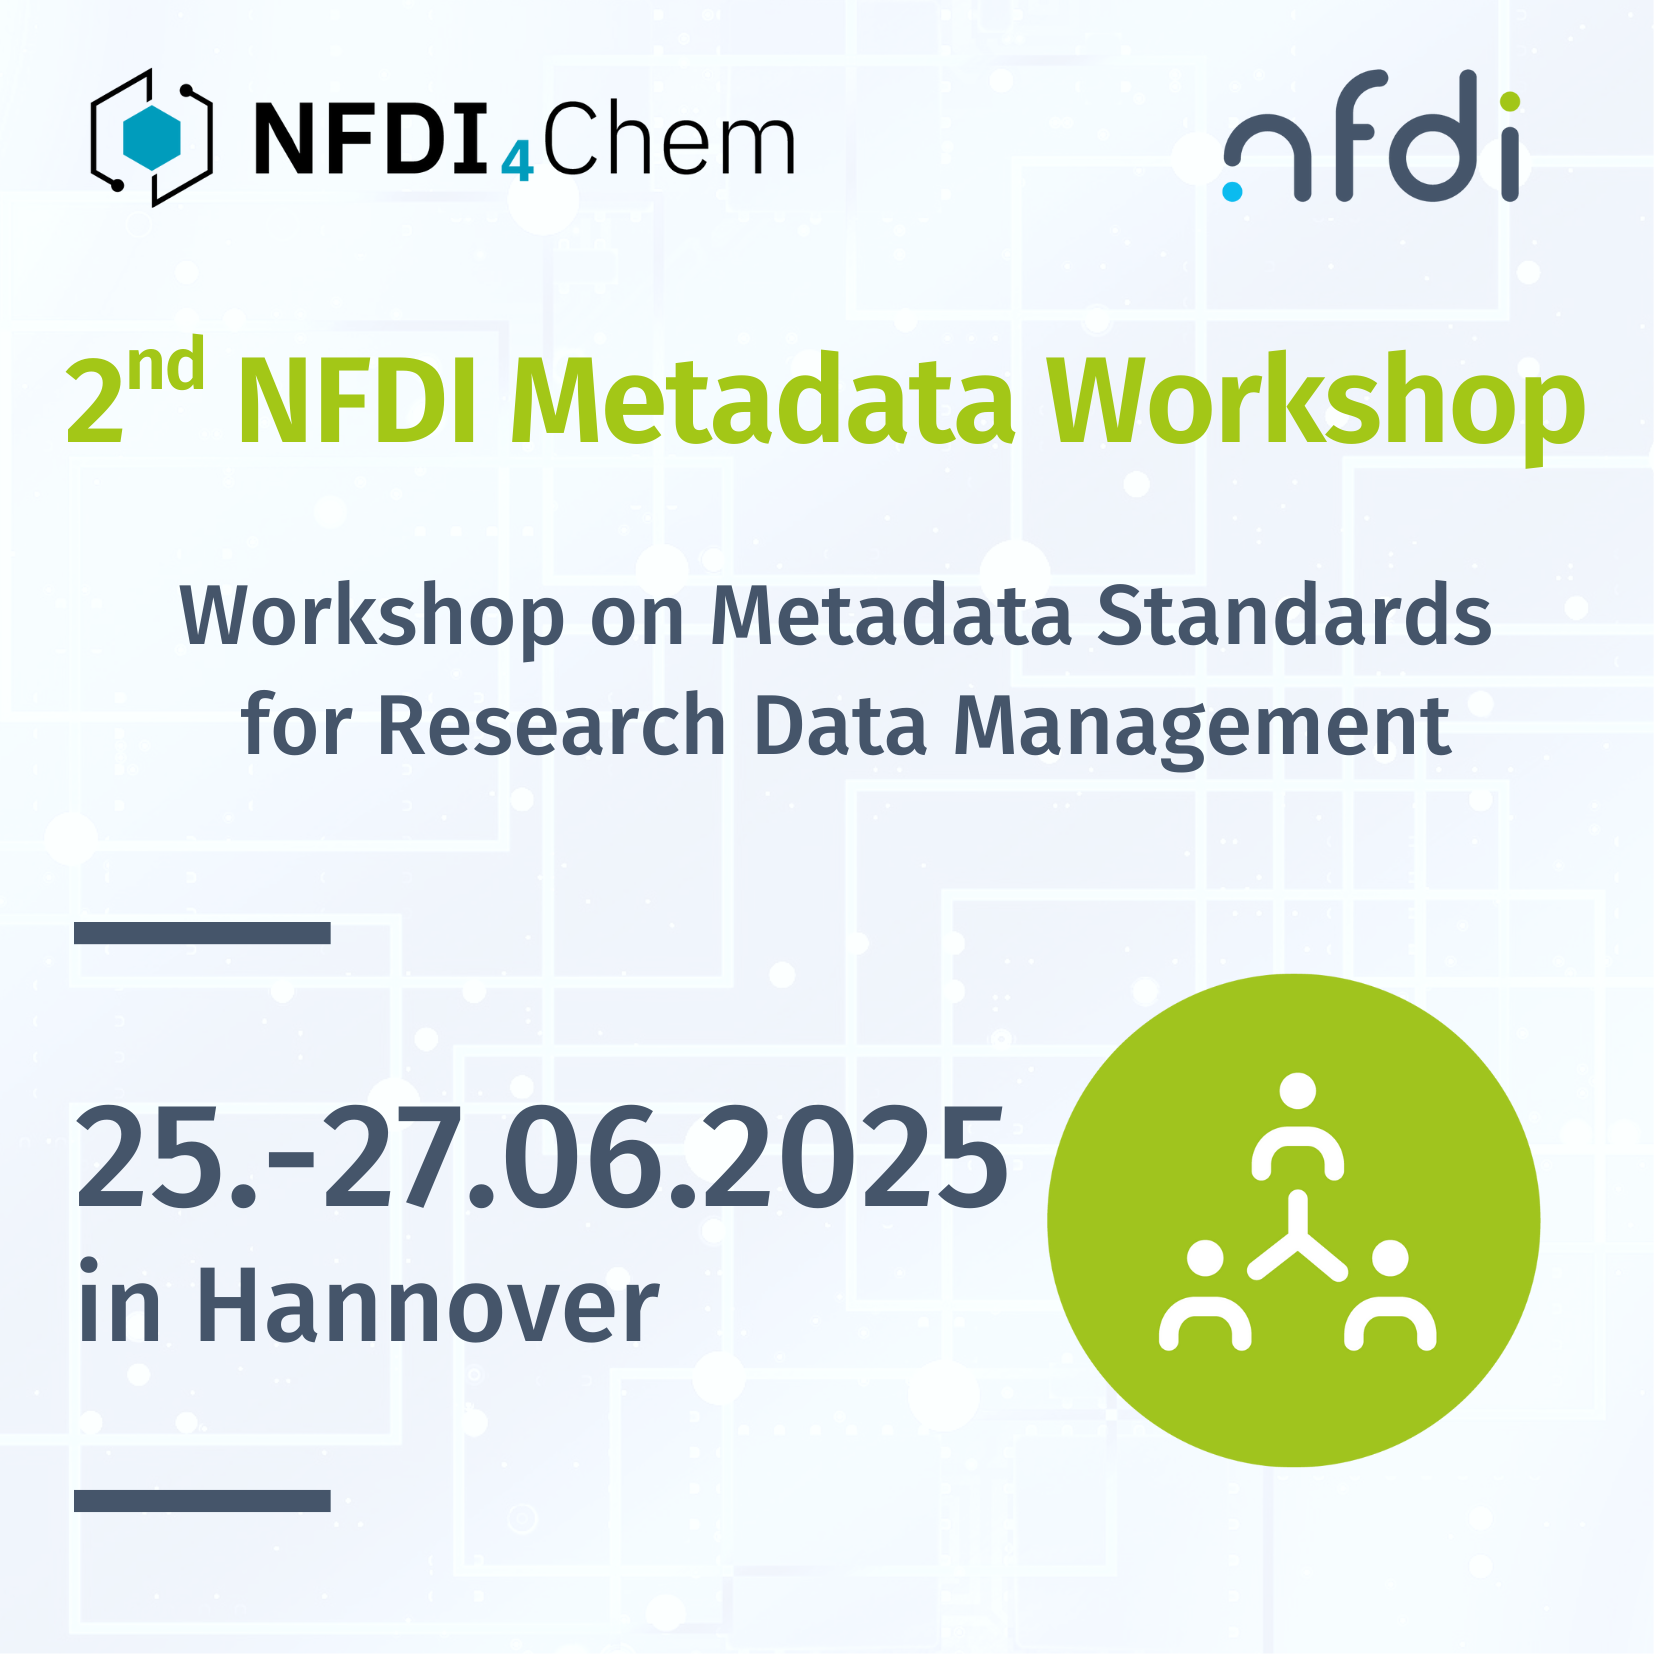 NFDI4Chem
nfdi
2nd NFDI Metadata Workshop
Workshop on Metadata Standards
for Research Data Management
25.-27.06.2025
in Hannover